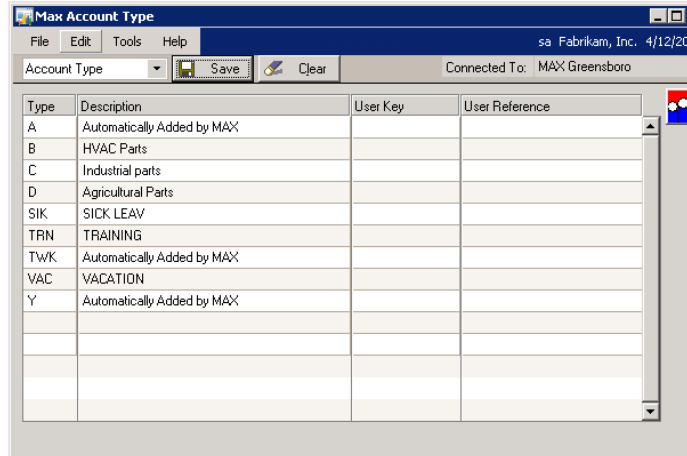 Max Account Type
File Edit Tools Help sa Fabrikam, Inc. 4/12/20
Account Type Save Clear Connected To: MAX Greensboro
Type Description User Key User Reference
A Automatically Added by MAX
B HVAC Parts
C Industrial parts
D Agricultural Parts
SIK SICK LEAV
TRN TRAINING
TWK Automatically Added by MAX
VAC VACATION
Y Automatically Added by MAX